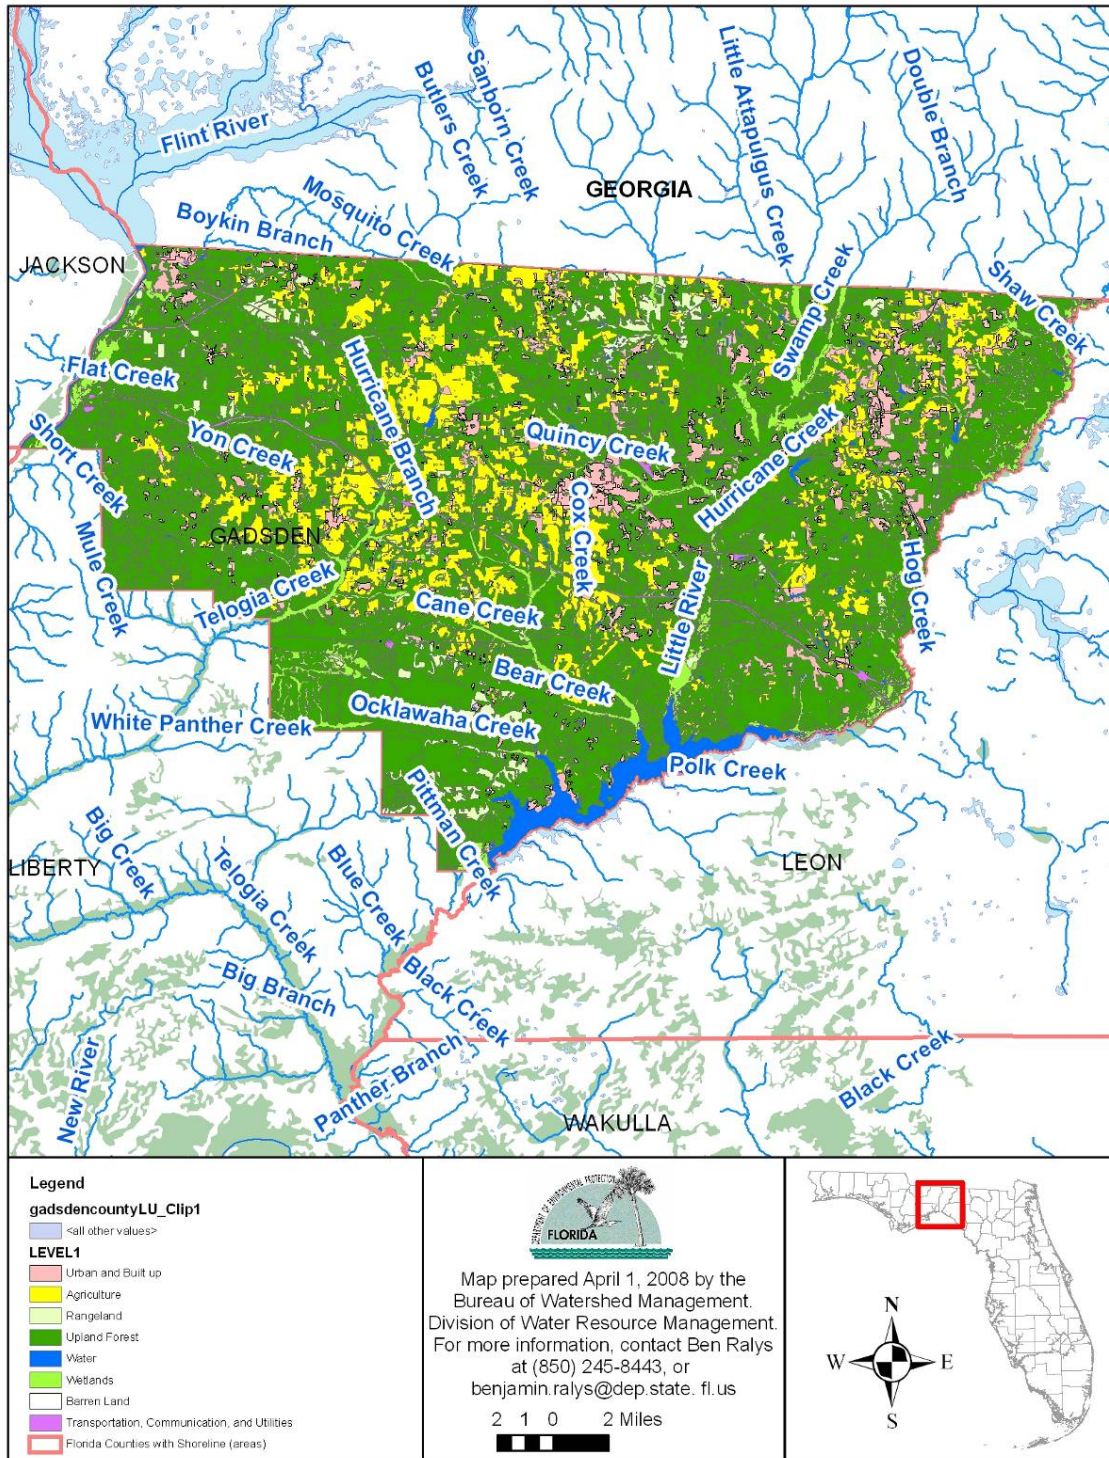 Flint River
Butlers Creek
Sanborn Creek
Little Attapulgus Creek
Double Branch
GEORGIA
Mosquito Creek
Boykin Branch
JACKSON
Swamp Creek
Shaw Creek
Flat Creek
Hurricane Branch
Short Creek
Yon Creek
Quincy Creek
Hurricane Creek
Cox Creek
GADSDEN
Mule Creek
Telogia Creek
Cane Creek
Little River
Hog Creek
Bear Creek
White Panther Creek
Ocklawaha Creek
Polk Creek
Pittman Creek
Big Creek
LIBERTY
Telogia Creek
Blue Creek
LEON
Big Branch
Black Creek
New River
Panther Branch
Black Creek
WAKULLA
Legend
gadsdencountyLU_Clip1
<all other values>
LEVEL1
Urban and Built up
Agriculture
Rangeland
Upland Forest
Water
Wetlands
Barren Land
Transportation, Communication, and Utilities
Florida Counties with Shoreline (areas)
DEPARTMENT OF ENVIRONMENTAL PROTECTION
FLORIDA
Map prepared April 1, 2008 by the
Bureau of Watershed Management.
Division of Water Resource Management.
For more information, contact Ben Ralys
at (850) 245-8443, or
benjamin.ralys@dep.state. fl.us
2 1 0 2 Miles
N
W E
S